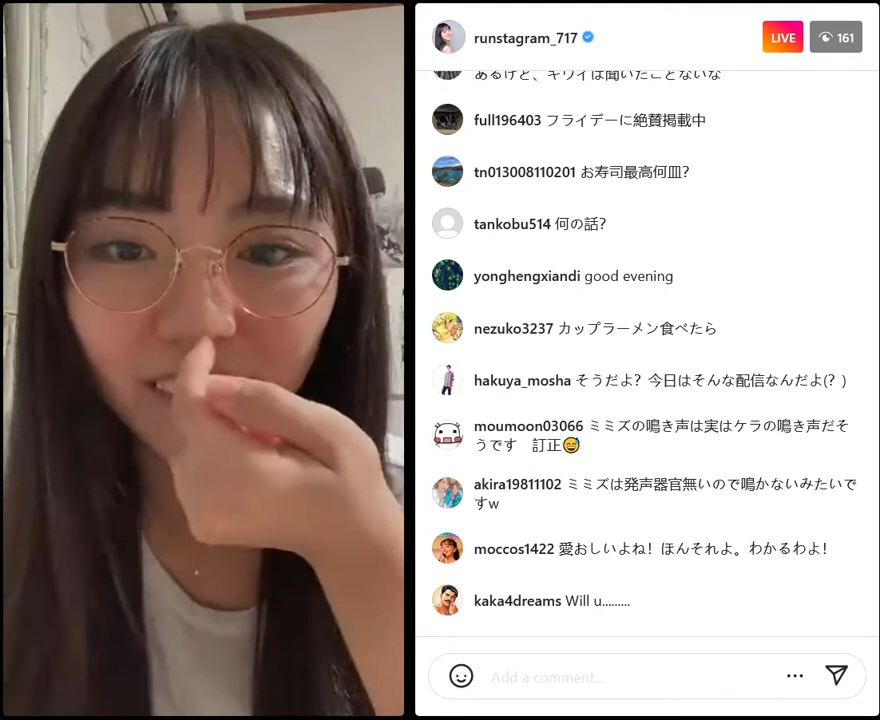 runstagram_717
LIVE
161
あるけど、キワイは聞いたことないな
full196403 フライデーに絶賛掲載中
tn013008110201 お寿司最高何皿？
tankobu514 何の話？
yonghengxiandi good evening
nezuko3237 カップラーメン食べたら
hakuya_mosha そうだよ？今日はそんな配信なんだよ(？)
moumoon03066 ミミズの鳴き声は実はケラの鳴き声だそ
うです　訂正😅
akira19811102 ミミズは発声器官無いので鳴かないみたいで
すw
moccos1422 愛おしいよね！ほんそれよ。わかるわよ！
kaka4dreams Will u.........
Add a comment...